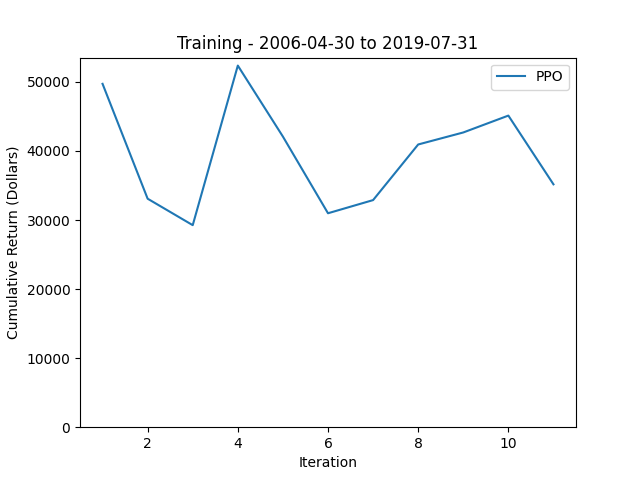 Training - 2006-04-30 to 2019-07-31
PPO
Cumulative Return (Dollars)
50000
40000
30000
20000
10000
0
2 4 6 8 10
Iteration